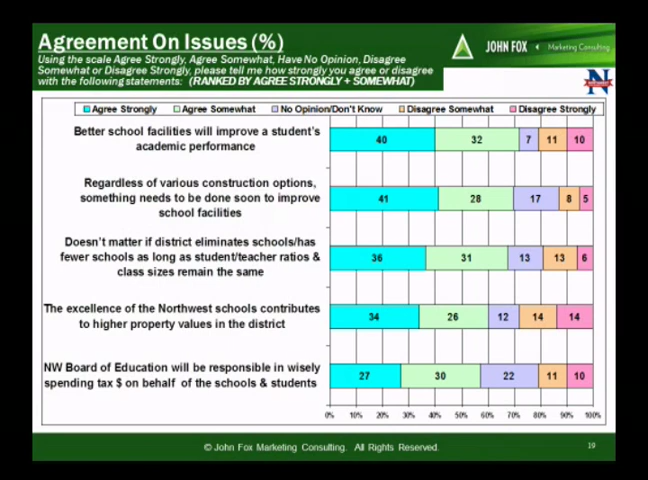 Agreement On Issues (%)
Using the scale Agree Strongly, Agree Somewhat, Have No Opinion, Disagree
Somewhat or Disagree Strongly, please tell me how strongly you agree or disagree
with the following statements: (RANKED BY AGREE STRONGLY + SOMEWHAT)
JOHN FOX Marketing Consulting
N
Agree Strongly Agree Somewhat No Opinion/Don't Know Disagree Somewhat Disagree Strongly
Better school facilities will improve a student's
academic performance
40 32 7 11 10
Regardless of various construction options,
something needs to be done soon to improve
school facilities
41 28 17 8 5
Doesn't matter if district eliminates schools/has
fewer schools as long as student/teacher ratios &
class sizes remain the same
36 31 13 13 6
The excellence of the Northwest schools contributes
to higher property values in the district
34 26 12 14 14
NW Board of Education will be responsible in wisely
spending tax $ on behalf of the schools & students
27 30 22 11 10
0% 10% 20% 30% 40% 50% 60% 70% 80% 90% 100%
© John Fox Marketing Consulting. All Rights Reserved.
19